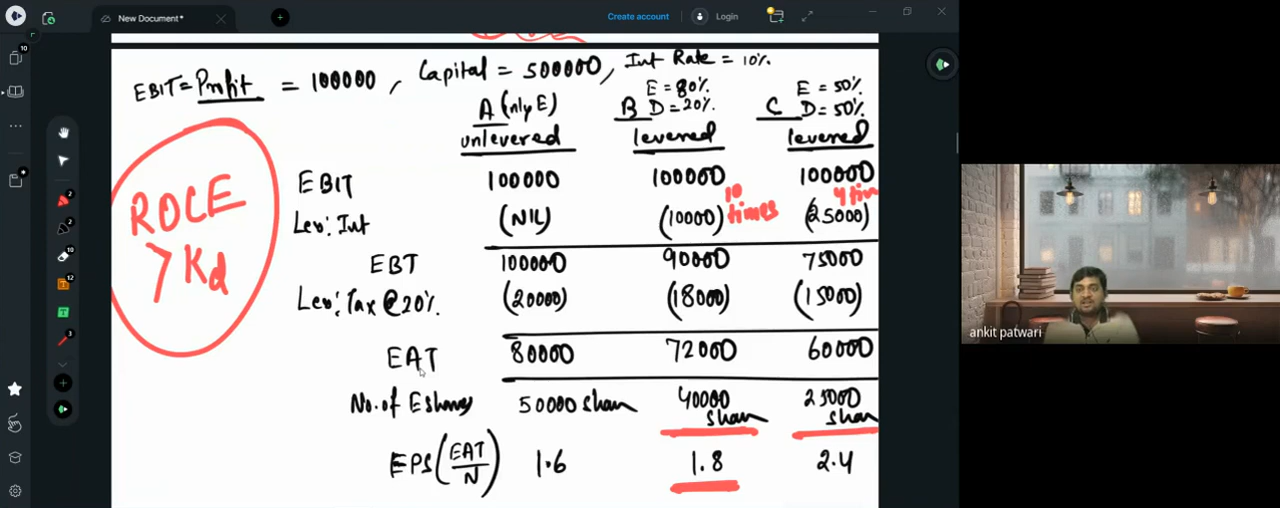 New Document*
Create account
Login
EBIT = Profit = 100000, Capital = 500000, Int Rate = 10%
A (only E)
unlevered
E = 80%
B D = 20%
levered
E = 50%
C D = 50%
levered
ROCE
> Kd
EBIT 100000 100000 100000
10 times
4 tim
Less: Int (NIL) (10000) (25000)
EBT 100000 90000 75000
Less: Tax @ 20%. (20000) (18000) (15000)
EAT 80000 72000 60000
No. of E shares 50000 share 40000 share 25000 share
EPS (EAT/N) 1.6 1.8 2.4
ankit patwari